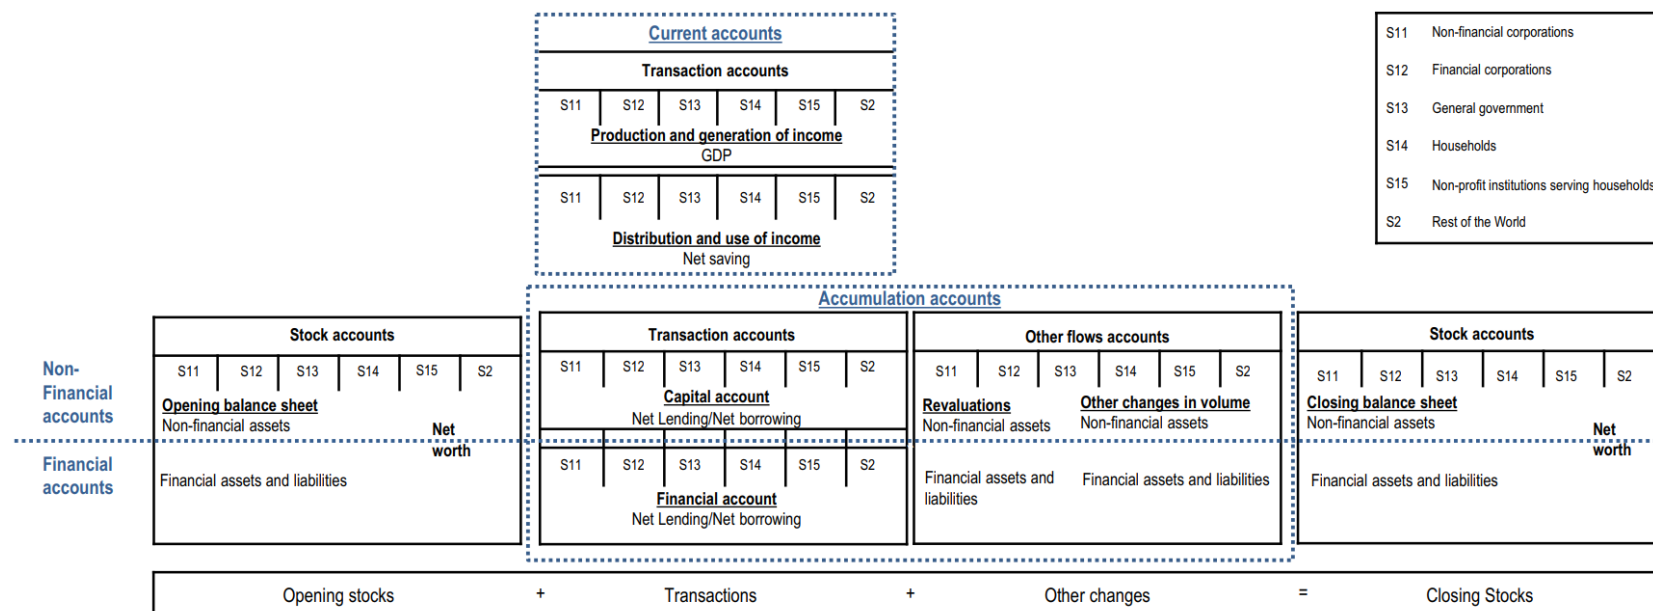 Current accounts
Transaction accounts
S11 S12 S13 S14 S15 S2
Production and generation of income
GDP
S11 S12 S13 S14 S15 S2
Distribution and use of income
Net saving
S11 Non-financial corporations
S12 Financial corporations
S13 General government
S14 Households
S15 Non-profit institutions serving households
S2 Rest of the World
Accumulation accounts
Non-
Financial
accounts
Financial
accounts
Stock accounts
S11 S12 S13 S14 S15 S2
Opening balance sheet
Non-financial assets
Net
worth
Financial assets and liabilities
Transaction accounts
S11 S12 S13 S14 S15 S2
Capital account
Net Lending/Net borrowing
S11 S12 S13 S14 S15 S2
Financial account
Net Lending/Net borrowing
Other flows accounts
S11 S12 S13 S14 S15 S2
Revaluations
Non-financial assets
Other changes in volume
Non-financial assets
Financial assets and
liabilities
Financial assets and liabilities
Stock accounts
S11 S12 S13 S14 S15 S2
Closing balance sheet
Non-financial assets
Net
worth
Financial assets and liabilities
Opening stocks + Transactions + Other changes = Closing Stocks